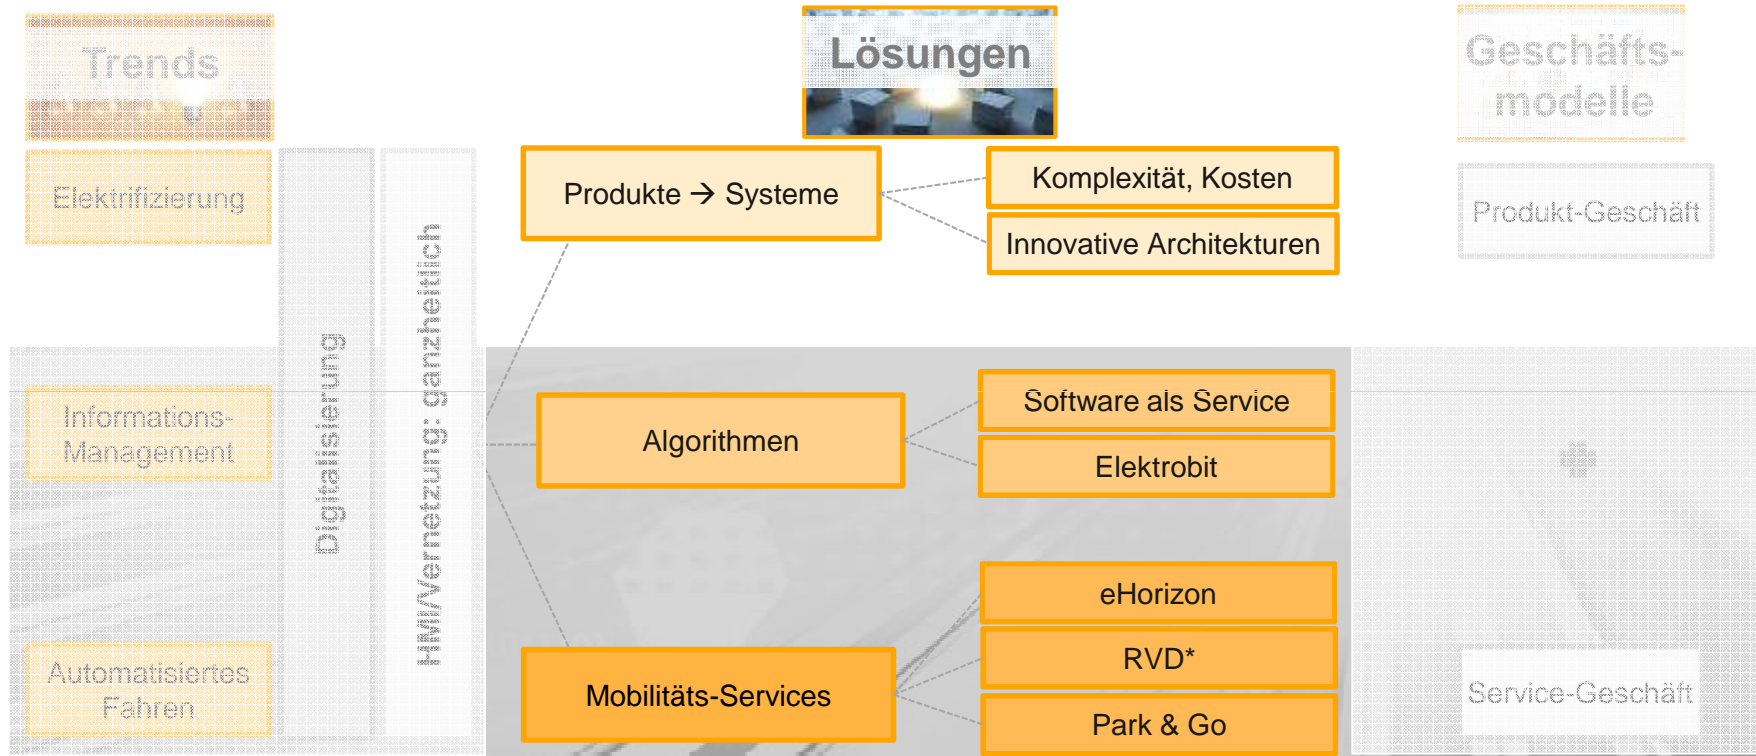 Trends
Lösungen
Geschäfts-
modelle
Elektrifizierung
Produkte → Systeme
Komplexität, Kosten
Innovative Architekturen
Produkt-Geschäft
Digitalisierung
HMI/Vernetzung: ganzheitlich
Informations-
Management
Algorithmen
Software als Service
Elektrobit
Automatisiertes
Fahren
Mobilitäts-Services
eHorizon
RVD*
Park & Go
Service-Geschäft